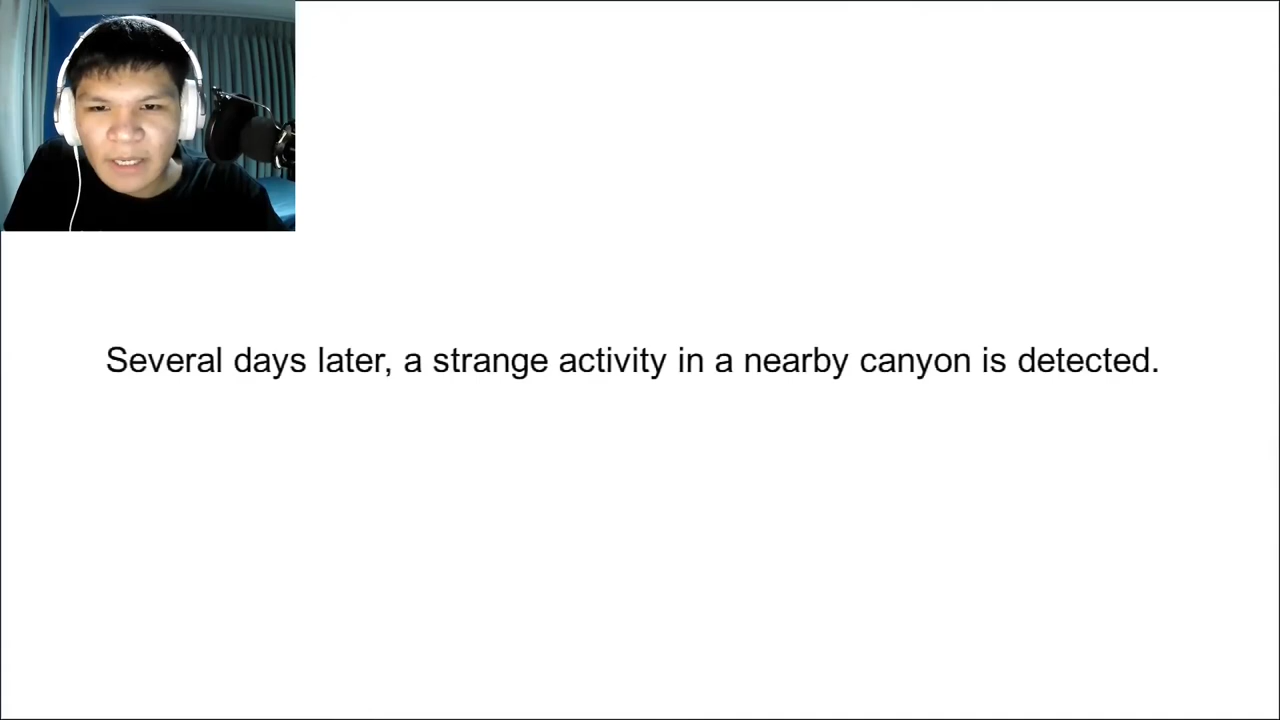 Several days later, a strange activity in a nearby canyon is detected.